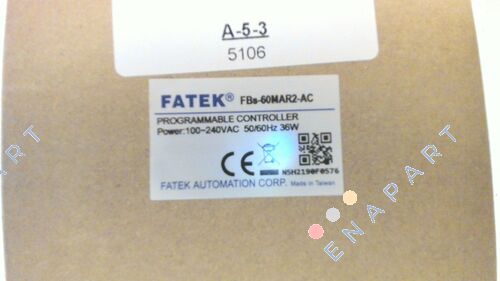 A-5-3
5106
FATEK® FBs-60MAR2-AC
PROGRAMMABLE CONTROLLER
Power:100~240VAC 50/60Hz 36W
CE
NSH2190F0576
FATEK AUTOMATION CORP. Made in Taiwan
ENAPART